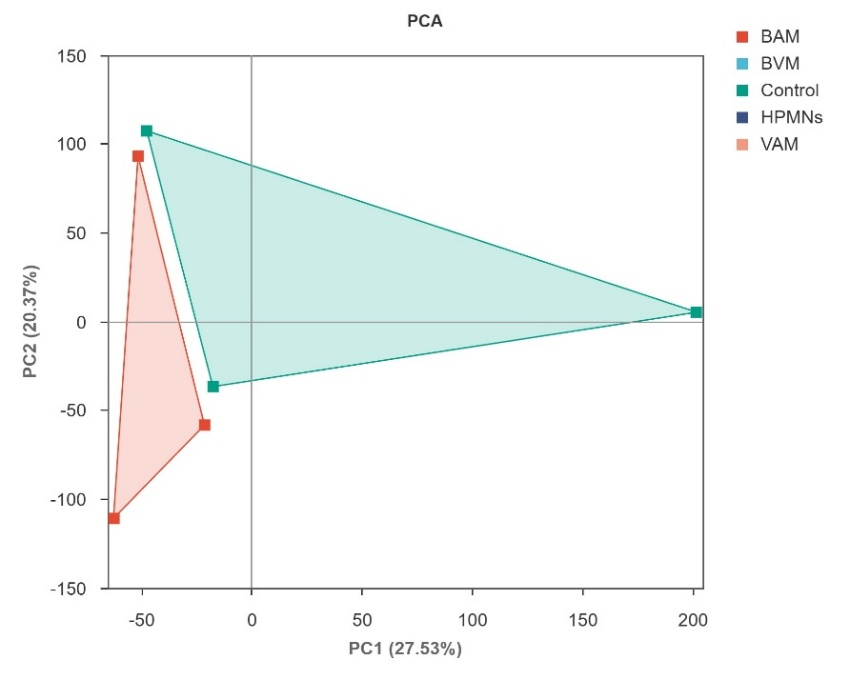 PCA
BAM
BVM
Control
HPMNs
VAM
150
100
50
0
-50
-100
-150
PC2 (20.37%)
-50 0 50 100 150 200
PC1 (27.53%)